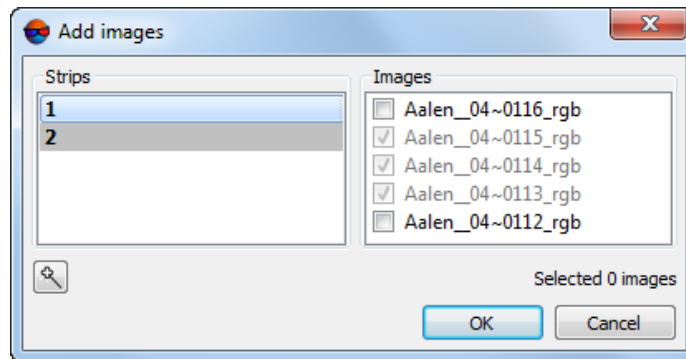 Add images
Strips
1
2
Images
Aalen__04~0116_rgb
Aalen__04~0115_rgb
Aalen__04~0114_rgb
Aalen__04~0113_rgb
Aalen__04~0112_rgb
Selected 0 images
OK
Cancel